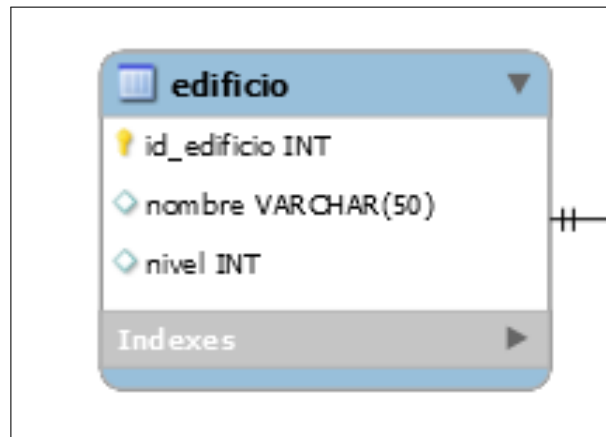 edificio
id_edificio INT
nombre VARCHAR(50)
nivel INT
Indexes